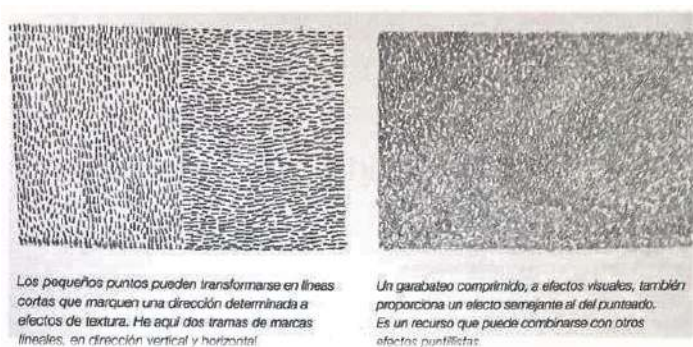 Los pequeños puntos pueden transformarse en líneas
cortas que marquen una dirección determinada a
efectos de textura. He aquí dos tramas de marcas
lineales, en dirección vertical y horizontal.
Un garabateo comprimido, a efectos visuales, también
proporciona un efecto semejante al del punteado.
Es un recurso que puede combinarse con otros
efectos puntillistas.